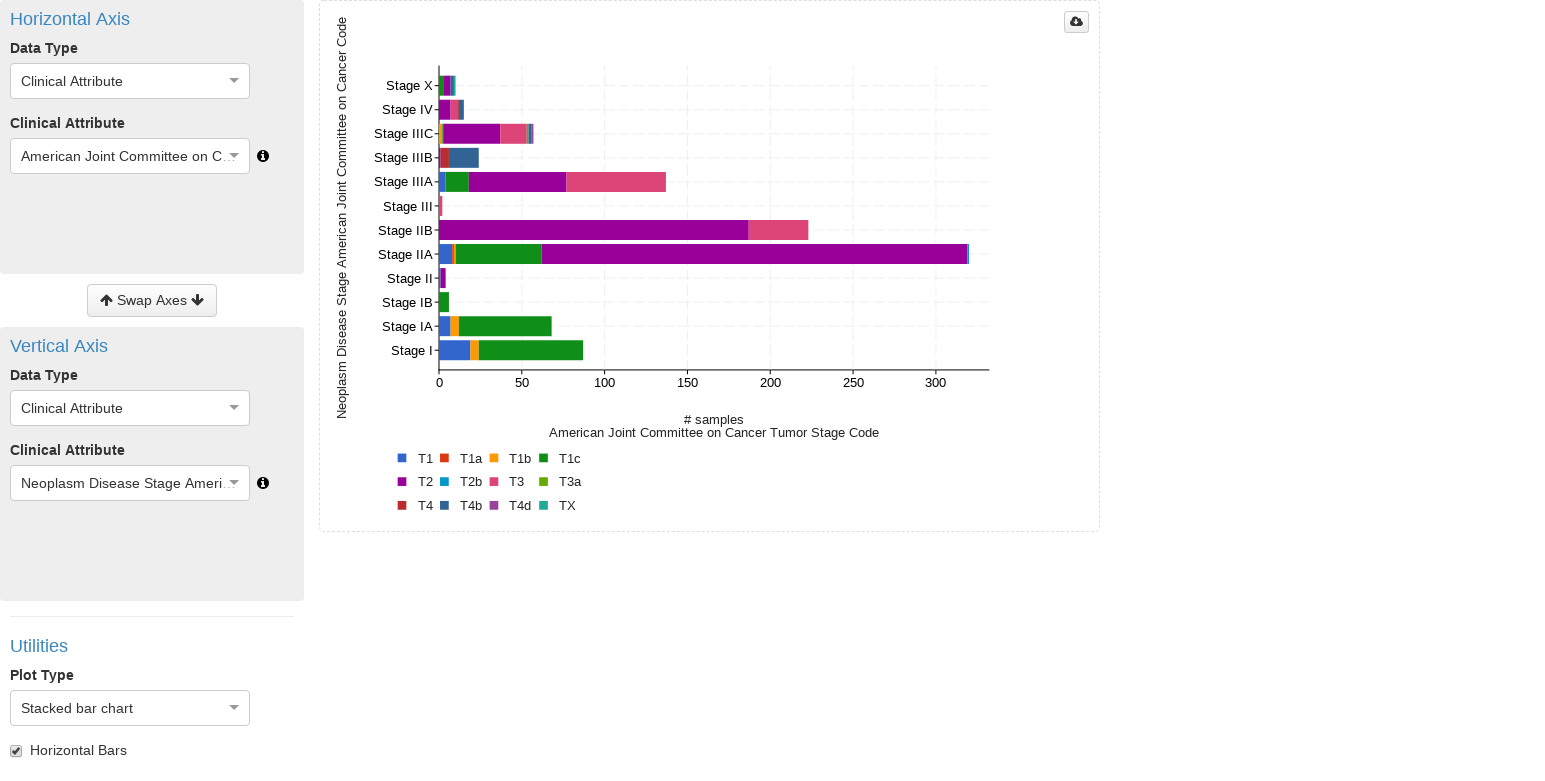 Horizontal Axis
Data Type
Clinical Attribute
Clinical Attribute
American Joint Committee on C...
Swap Axes
Vertical Axis
Data Type
Clinical Attribute
Clinical Attribute
Neoplasm Disease Stage Ameri...
Utilities
Plot Type
Stacked bar chart
Horizontal Bars
Neoplasm Disease Stage American Joint Committee on Cancer Code
Stage X
Stage IV
Stage IIIC
Stage IIIB
Stage IIIA
Stage III
Stage IIB
Stage IIA
Stage II
Stage IB
Stage IA
Stage I
0 50 100 150 200 250 300
# samples
American Joint Committee on Cancer Tumor Stage Code
T1 T1a T1b T1c
T2 T2b T3 T3a
T4 T4b T4d TX